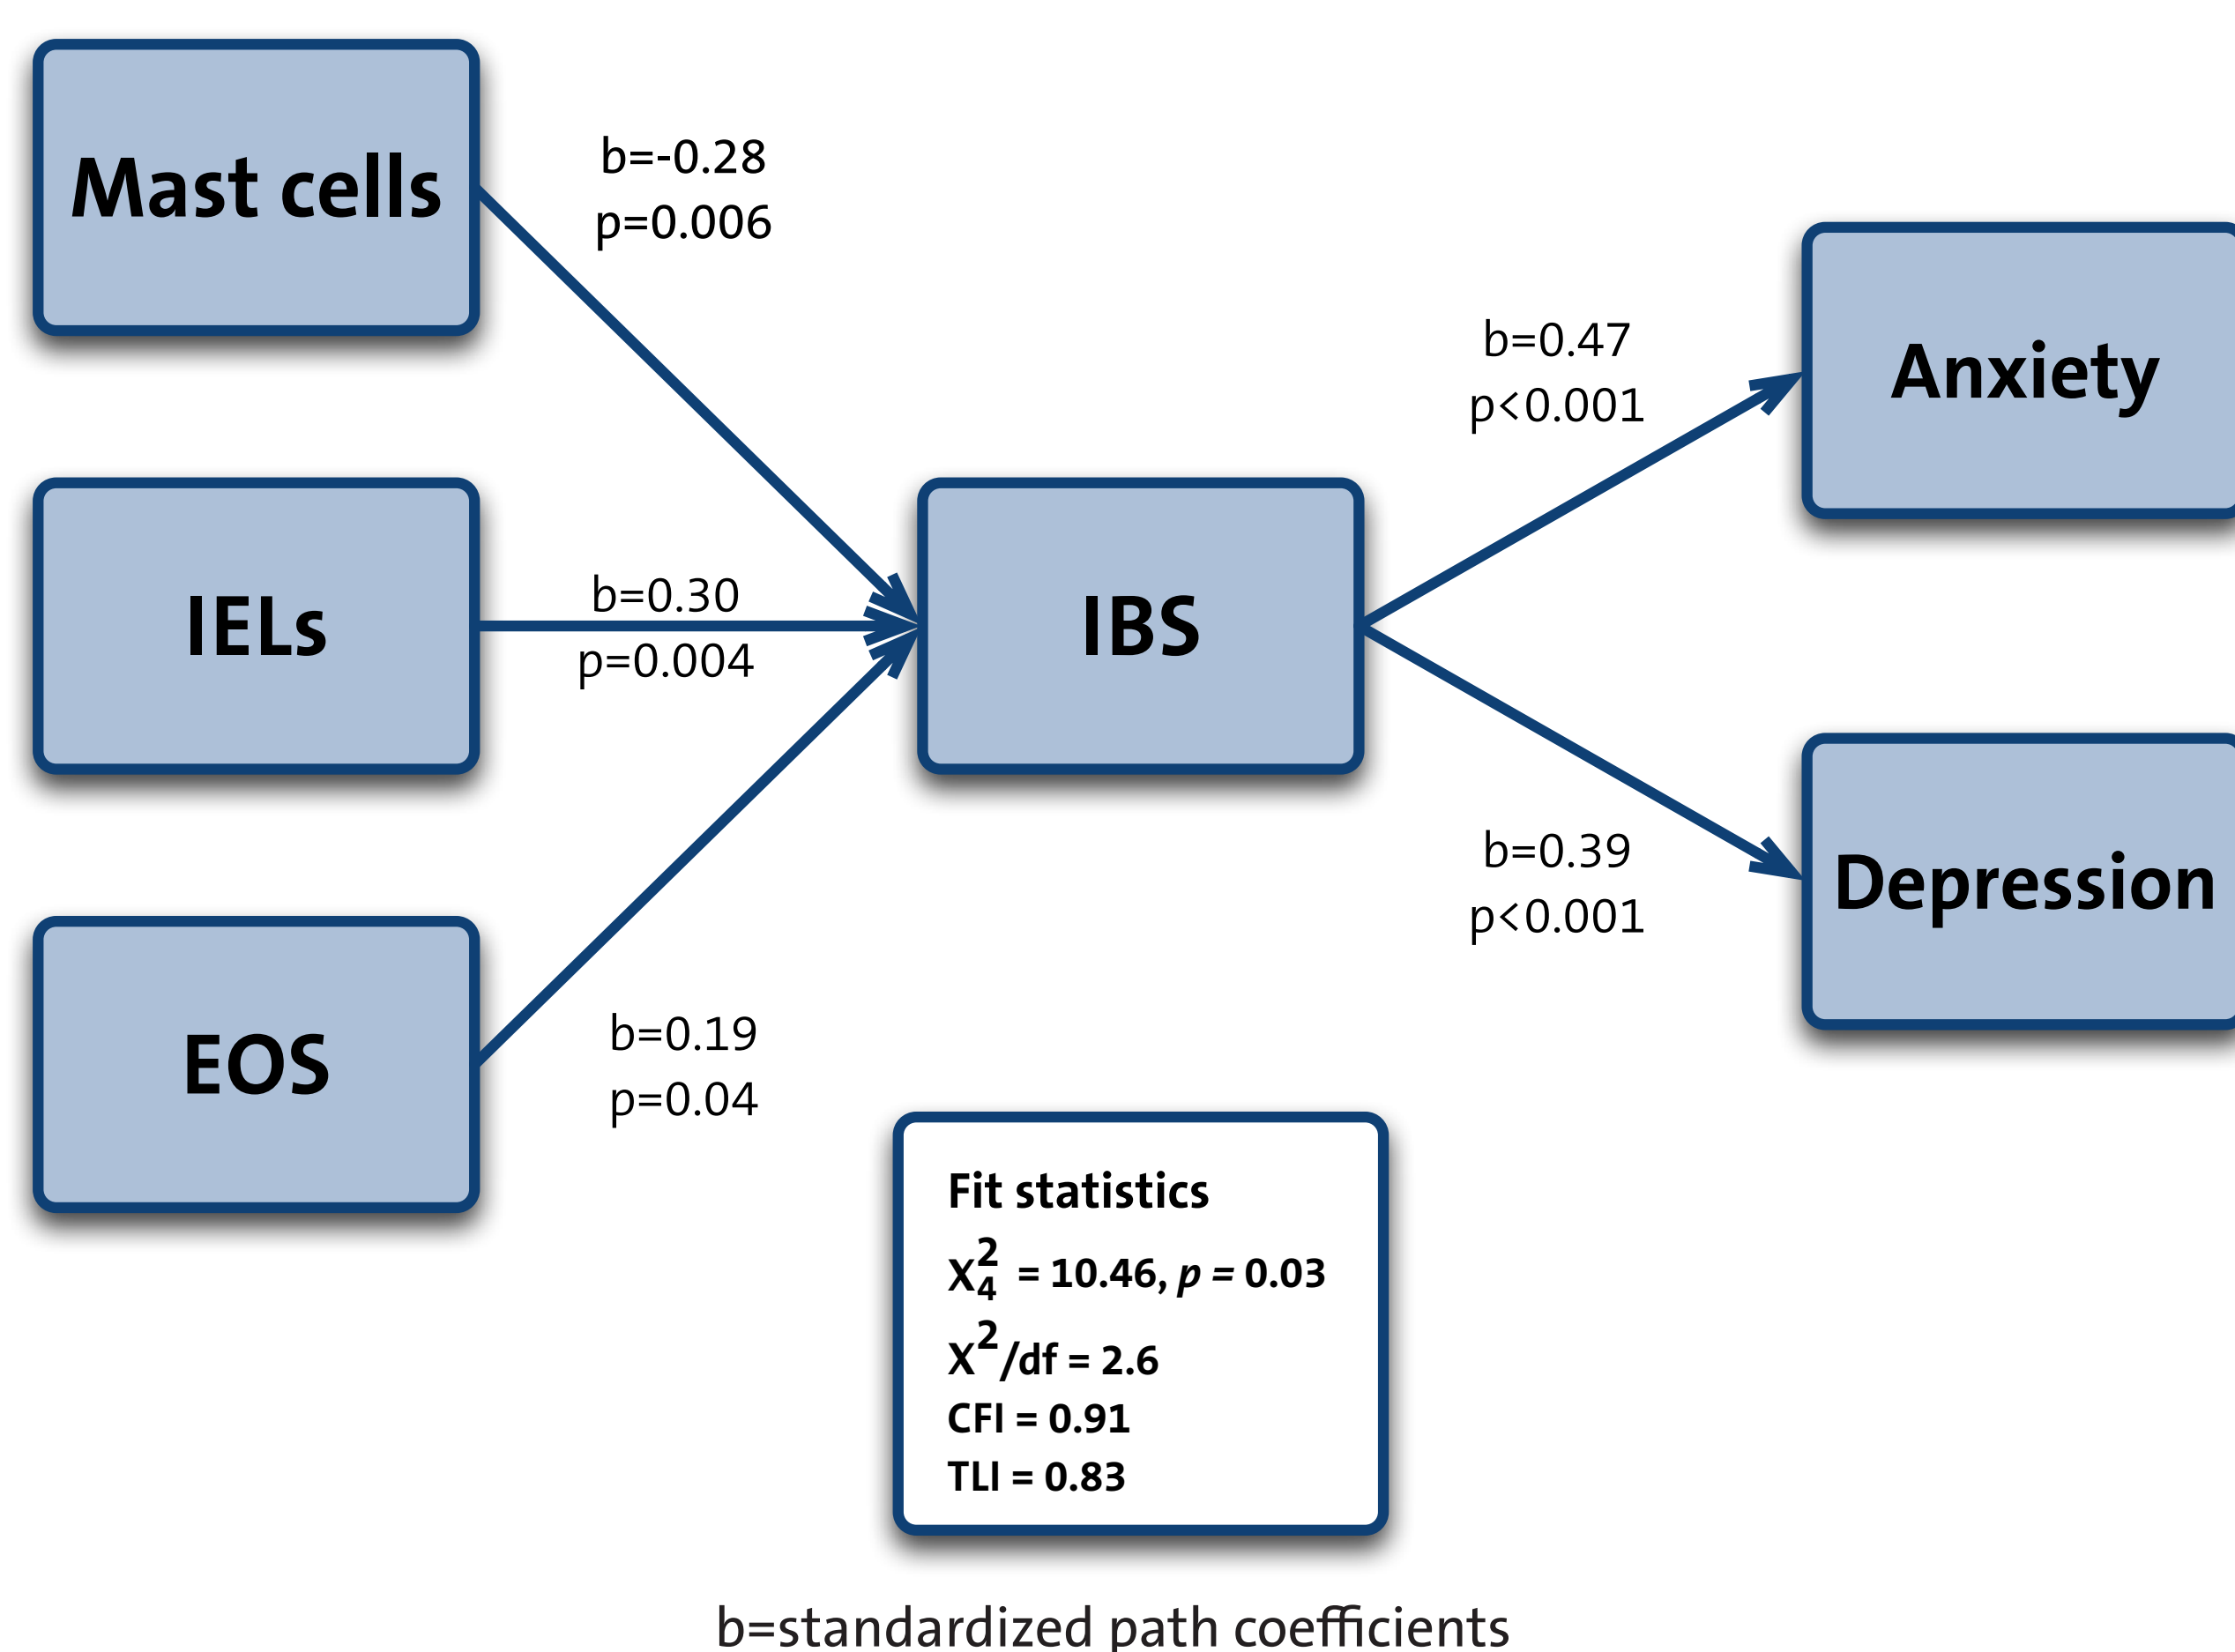 Mast cells
b=-0.28
p=0.006
IELs
b=0.30
p=0.004
EOS
b=0.19
p=0.04
IBS
b=0.47
p<0.001
Anxiety
b=0.39
p<0.001
Depression
Fit statistics
X²₄ = 10.46, p = 0.03
X²/df = 2.6
CFI = 0.91
TLI = 0.83
b=standardized path coefficients